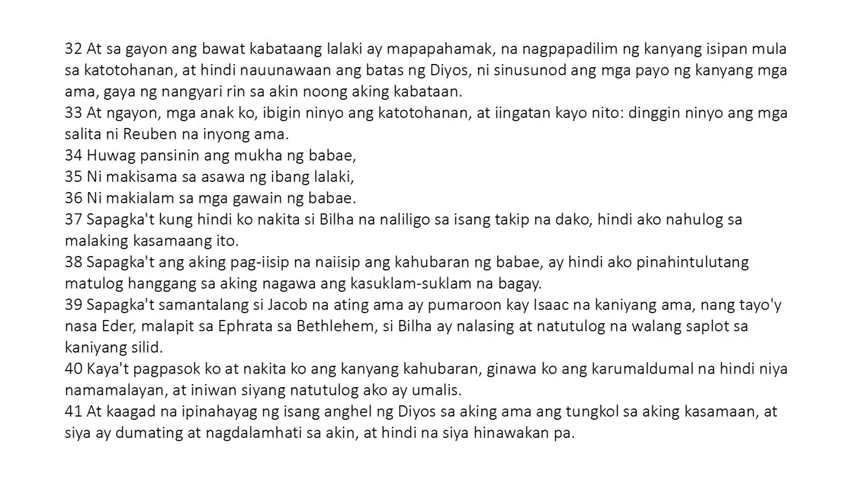 32 At sa gayon ang bawat kabataang lalaki ay mapapahamak, na nagpapadilim ng kanyang isipan mula
sa katotohanan, at hindi nauunawaan ang batas ng Diyos, ni sinusunod ang mga payo ng kanyang mga
ama, gaya ng nangyari rin sa akin noong aking kabataan.
33 At ngayon, mga anak ko, ibigin ninyo ang katotohanan, at iingatan kayo nito: dinggin ninyo ang mga
salita ni Reuben na inyong ama.
34 Huwag pansinin ang mukha ng babae,
35 Ni makisama sa asawa ng ibang lalaki,
36 Ni makialam sa mga gawain ng babae.
37 Sapagka't kung hindi ko nakita si Bilha na naliligo sa isang takip na dako, hindi ako nahulog sa
malaking kasamaang ito.
38 Sapagka't ang aking pag-iisip na naiisip ang kahubaran ng babae, ay hindi ako pinahintulutang
matulog hanggang sa aking nagawa ang kasuklam-suklam na bagay.
39 Sapagka't samantalang si Jacob na ating ama ay pumaroon kay Isaac na kaniyang ama, nang tayo'y
nasa Eder, malapit sa Ephrata sa Bethlehem, si Bilha ay nalasing at natutulog na walang saplot sa
kaniyang silid.
40 Kaya't pagpasok ko at nakita ko ang kanyang kahubaran, ginawa ko ang karumaldumal na hindi niya
namamalayan, at iniwan siyang natutulog ako ay umalis.
41 At kaagad na ipinahayag ng isang anghel ng Diyos sa aking ama ang tungkol sa aking kasamaan, at
siya ay dumating at nagdalamhati sa akin, at hindi na siya hinawakan pa.